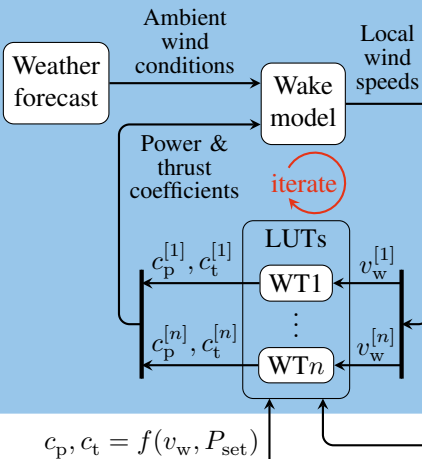 Ambient
wind
conditions
Local
wind
speeds
Weather
forecast
Wake
model
Power &
thrust
coefficients
iterate
LUTs
c_p^{[1]}, c_t^{[1]}
WT1
v_w^{[1]}
⋮
c_p^{[n]}, c_t^{[n]}
WTn
v_w^{[n]}
c_p, c_t = f(v_w, P_set)